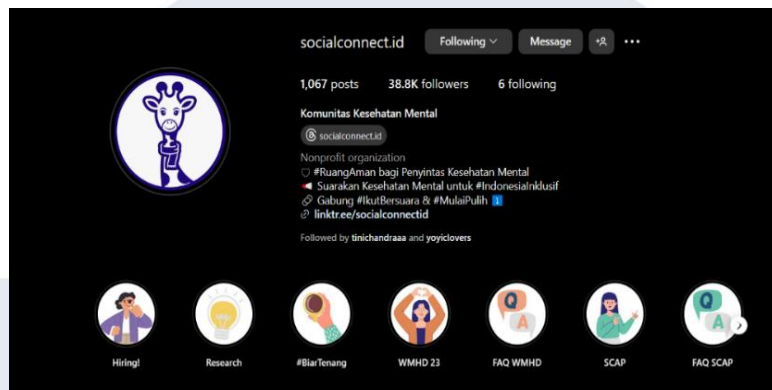 socialconnect.id Following Message
1,067 posts 38.8K followers 6 following
Komunitas Kesehatan Mental
socialconnect.id
Nonprofit organization
#RuangAman bagi Penyintas Kesehatan Mental
Suarakan Kesehatan Mental untuk #IndonesiaInklusif
Gabung #IkutBersuara & #MulaiPulih 1
linktr.ee/socialconnectid
Followed by tinichandraaa and yoyiclovers
Q A Q A
Hiring! Research #BiarTenang WMHD 23 FAQ WMHD SCAP FAQ SCAP